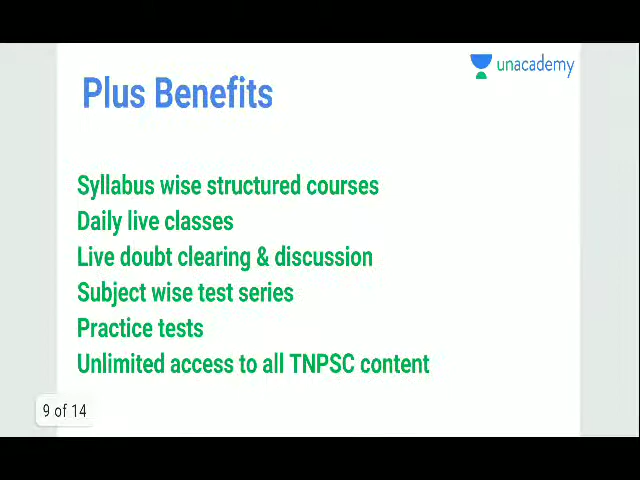 unacademy
Plus Benefits
Syllabus wise structured courses
Daily live classes
Live doubt clearing & discussion
Subject wise test series
Practice tests
Unlimited access to all TNPSC content
9 of 14